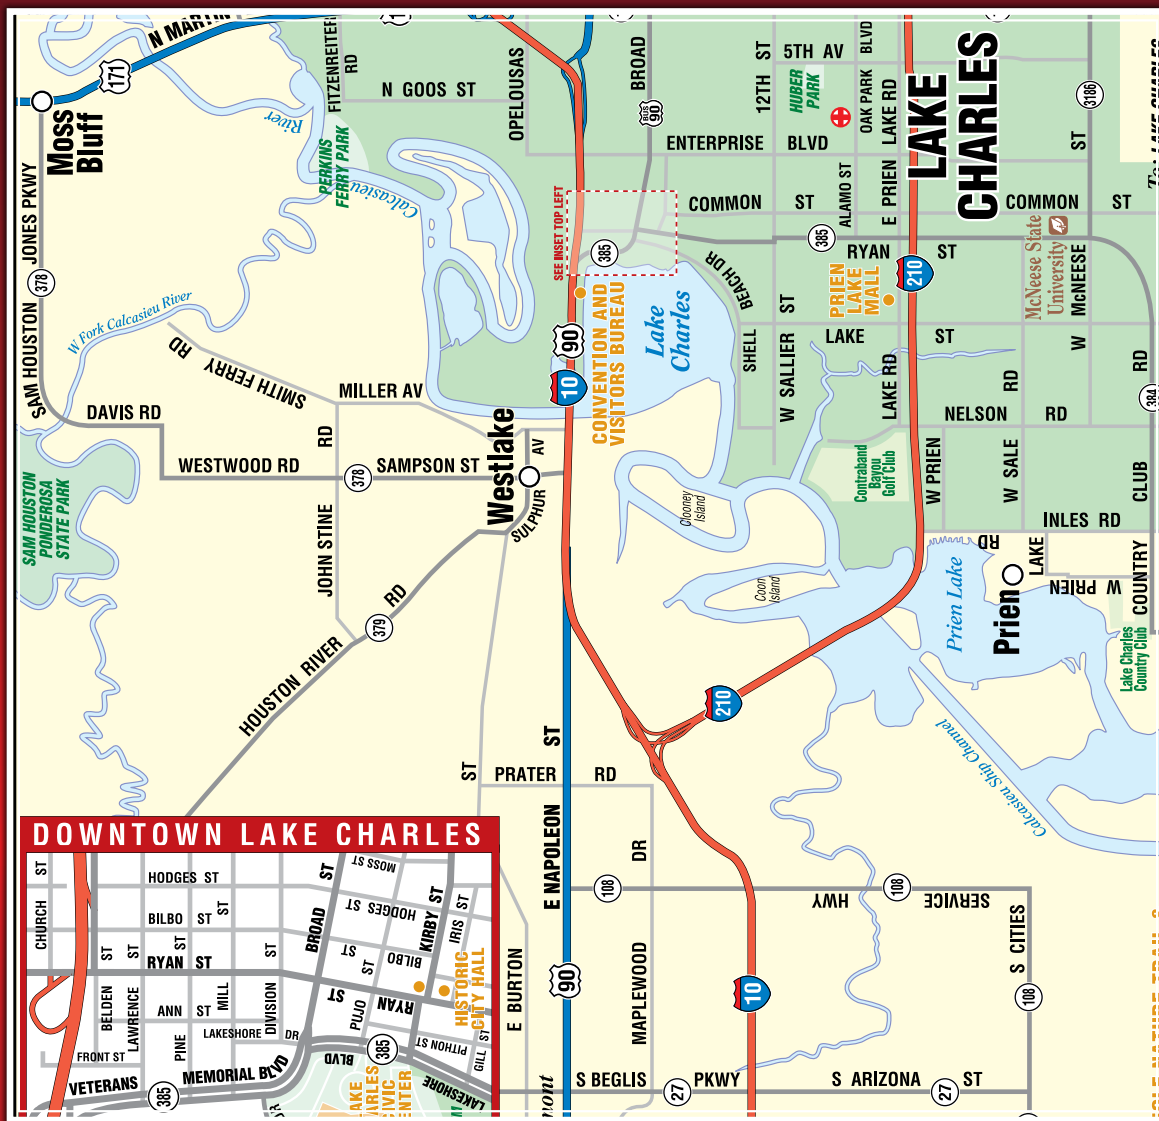 N MARTIN
171
Moss
Bluff
FITZENREITER
RD
N GOOS ST
OPELOUSAS
BROAD
BUS
90
12TH ST
5TH AV
BLVD
HUBER
PARK
OAK PARK
E PRIEN LAKE RD
LAKE
CHARLES
3186
ST
River
PERKINS
FERRY PARK
Calcasieu
ENTERPRISE BLVD
COMMON ST
ALAMO ST
COMMON ST
SEE INSET TOP LEFT
385
385
RYAN ST
JONES PKWY
378
SAM HOUSTON
W Fork Calcasieu River
SMITH FERRY RD
MILLER AV
DAVIS RD
WESTWOOD RD
378
SAMPSON ST
RD
JOHN STINE
Westlake
AV
SULPHUR
90
10
CONVENTION AND
VISITORS BUREAU
Lake
Charles
BEACH DR
PRIEN
LAKE
MALL
210
McNeese State
University
W McNEESE
SHELL
W SALLIER ST
LAKE ST
LAKE RD
NELSON RD
RD
W SALE
W PRIEN
RD
384
CLUB
COUNTRY
INLES RD
Contraband
Bayou
Golf Club
Clooney
Island
Coon
Island
SAM HOUSTON
PONDEROSA
STATE PARK
379
HOUSTON RIVER RD
Prien Lake
Prien
RD
LAKE
W PRIEN
Lake Charles
Country Club
210
Calcasieu Ship Channel
ST
PRATER RD
ST
E NAPOLEON
DR
MAPLEWOOD
108
HWY
108
SERVICE
S CITIES
108
E BURTON
90
10
S BEGLIS
27
PKWY
S ARIZONA
27
ST
DOWNTOWN LAKE CHARLES
ST
CHURCH
HODGES ST
BILBO ST
ST
RYAN ST
ST
ST
ST
ST
BELDEN
LAWRENCE
ANN ST
PINE
MILL
DIVISION
LAKESHORE DR
FRONT ST
VETERANS
385
MEMORIAL BLVD
BROAD
ST
MOSS ST
HODGES ST
BILBO
ST
KIRBY ST
IRIS ST
RYAN
ST
PUJO
ST
HISTORIC
CITY HALL
PITHON ST
GILL ST
385
BLVD
LAKESHORE